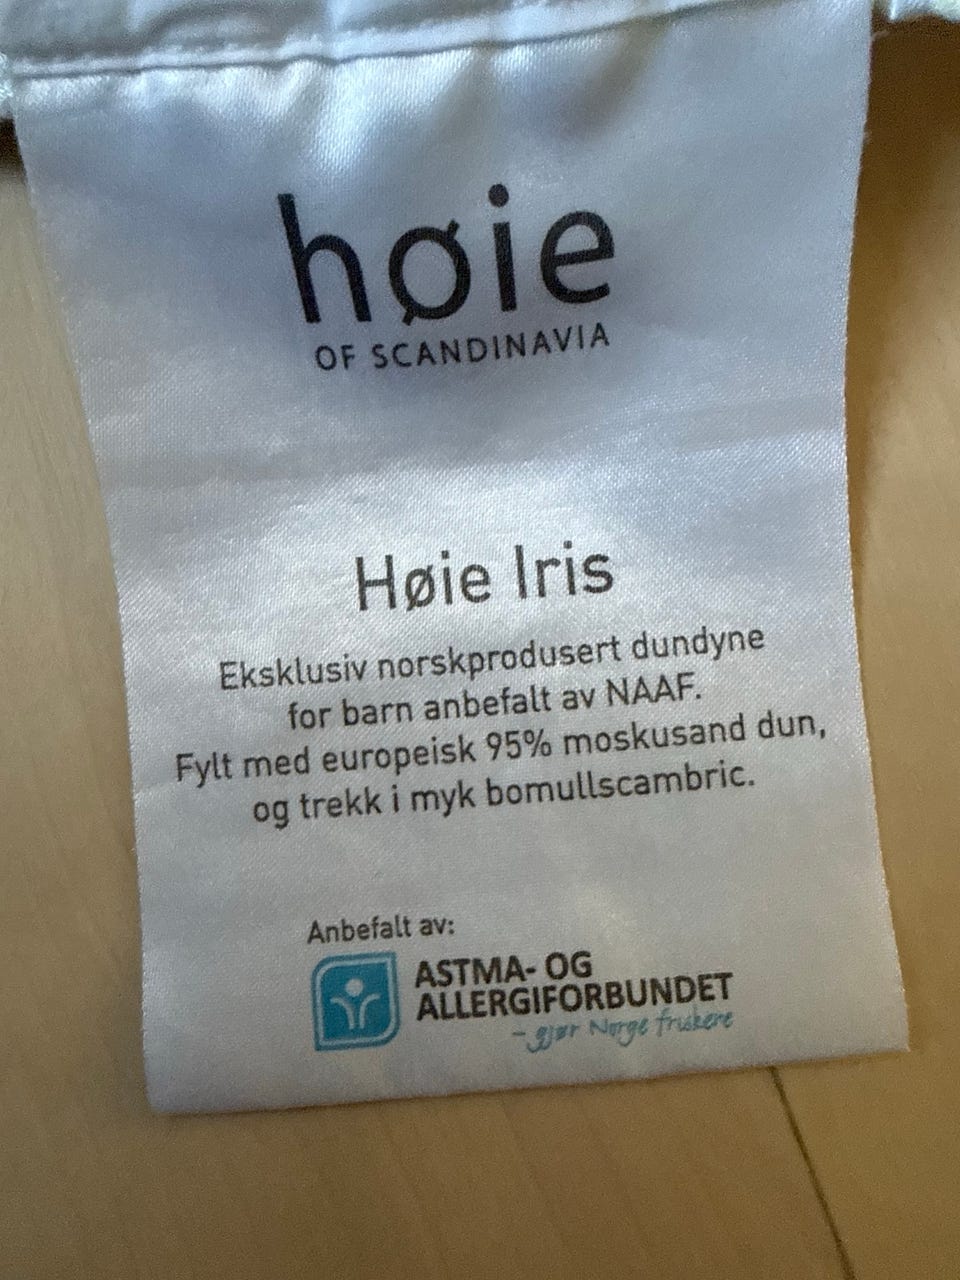 høie
OF SCANDINAVIA
Høie Iris
Eksklusiv norskprodusert dundyne
for barn anbefalt av NAAF.
Fylt med europeisk 95% moskusand dun,
og trekk i myk bomullscambric.
Anbefalt av:
ASTMA- OG
ALLERGIFORBUNDET
- gjør Norge friskere